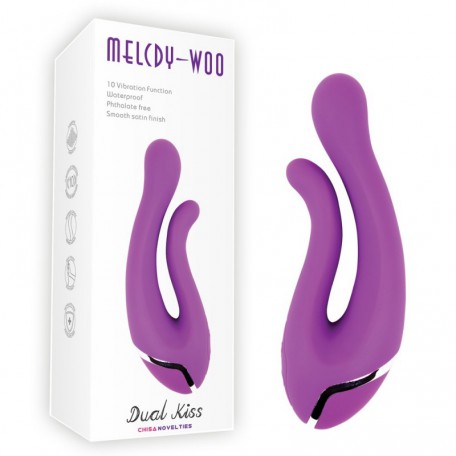 MELODY-WOO
10 Vibration Function
Waterproof
Phthalate free
Smooth satin finish
Dual Kiss
CHISA NOVELTIES